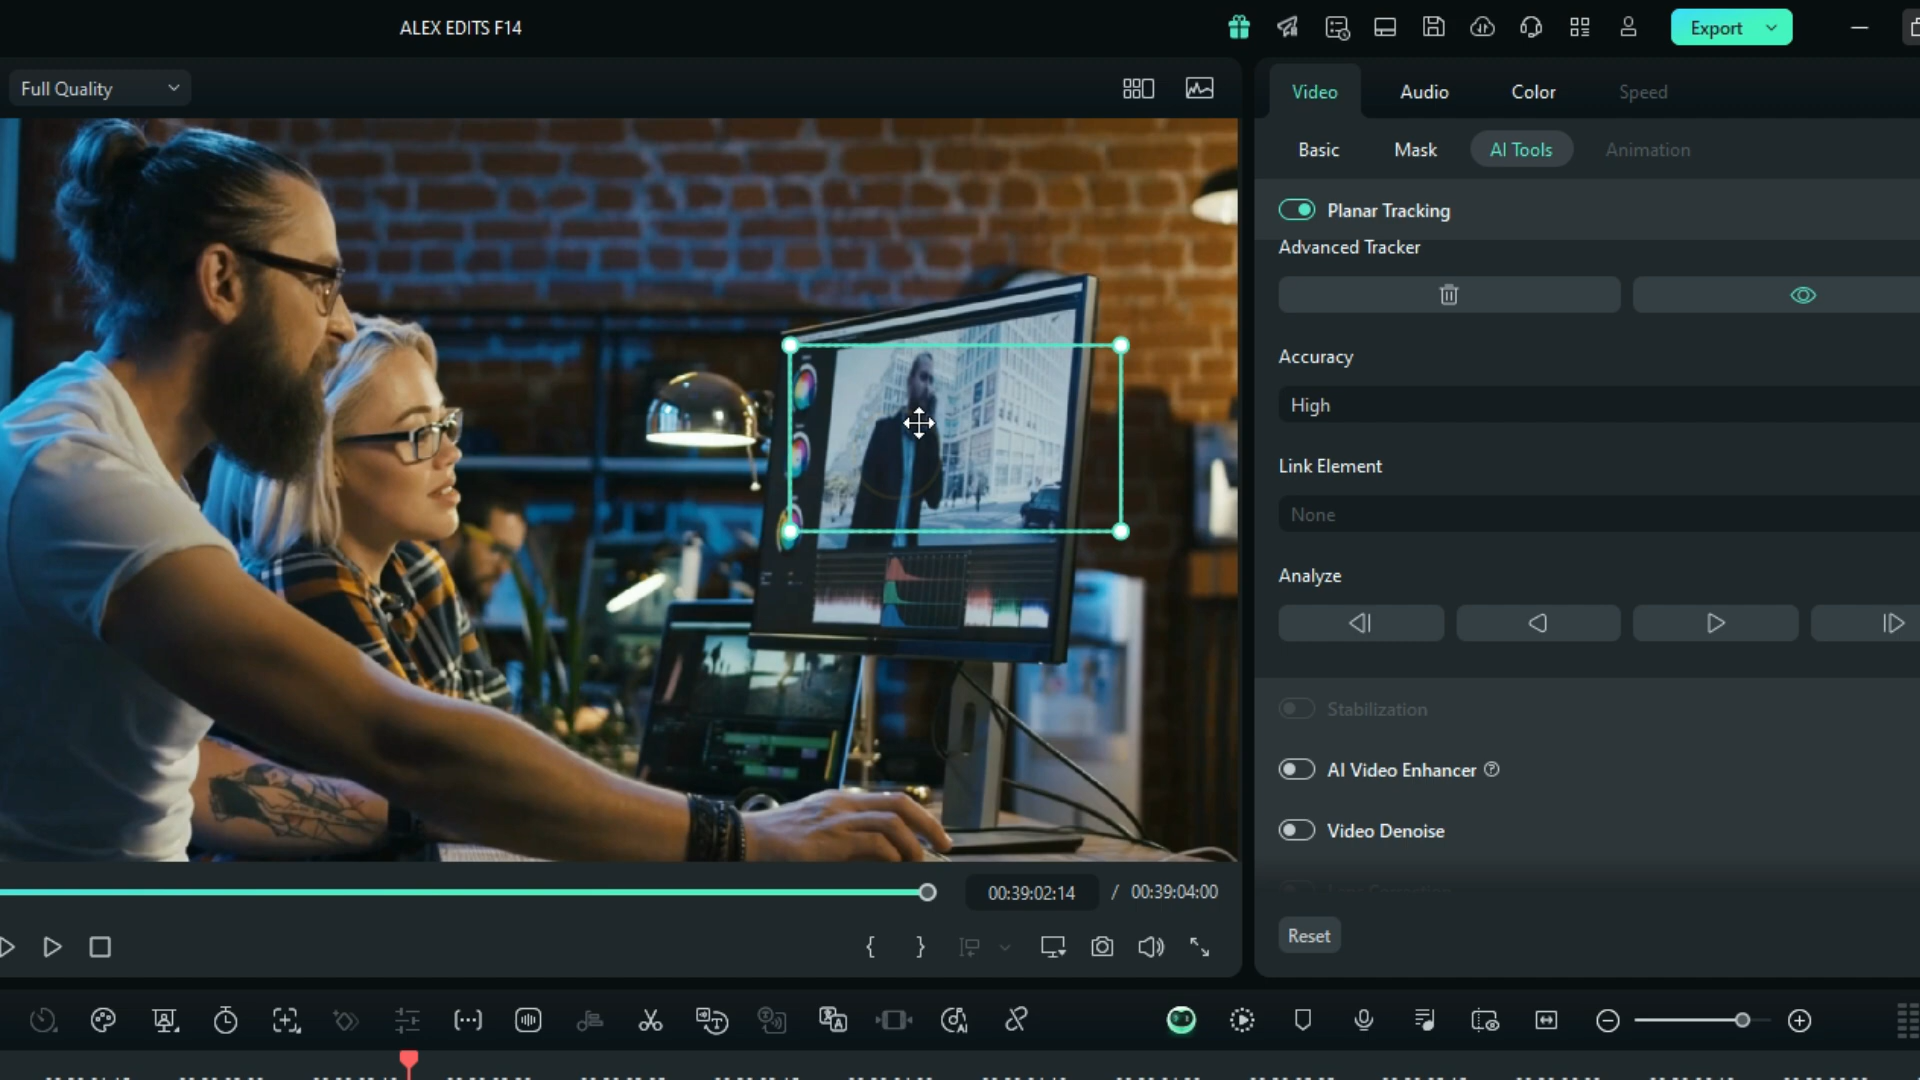 ALEX EDITS F14
Export
Full Quality
Video
Audio
Color
Speed
Basic
Mask
AI Tools
Animation
Planar Tracking
Advanced Tracker
Accuracy
High
Link Element
None
Analyze
Stabilization
AI Video Enhancer
Video Denoise
00:39:02:14 / 00:39:04:00
Reset